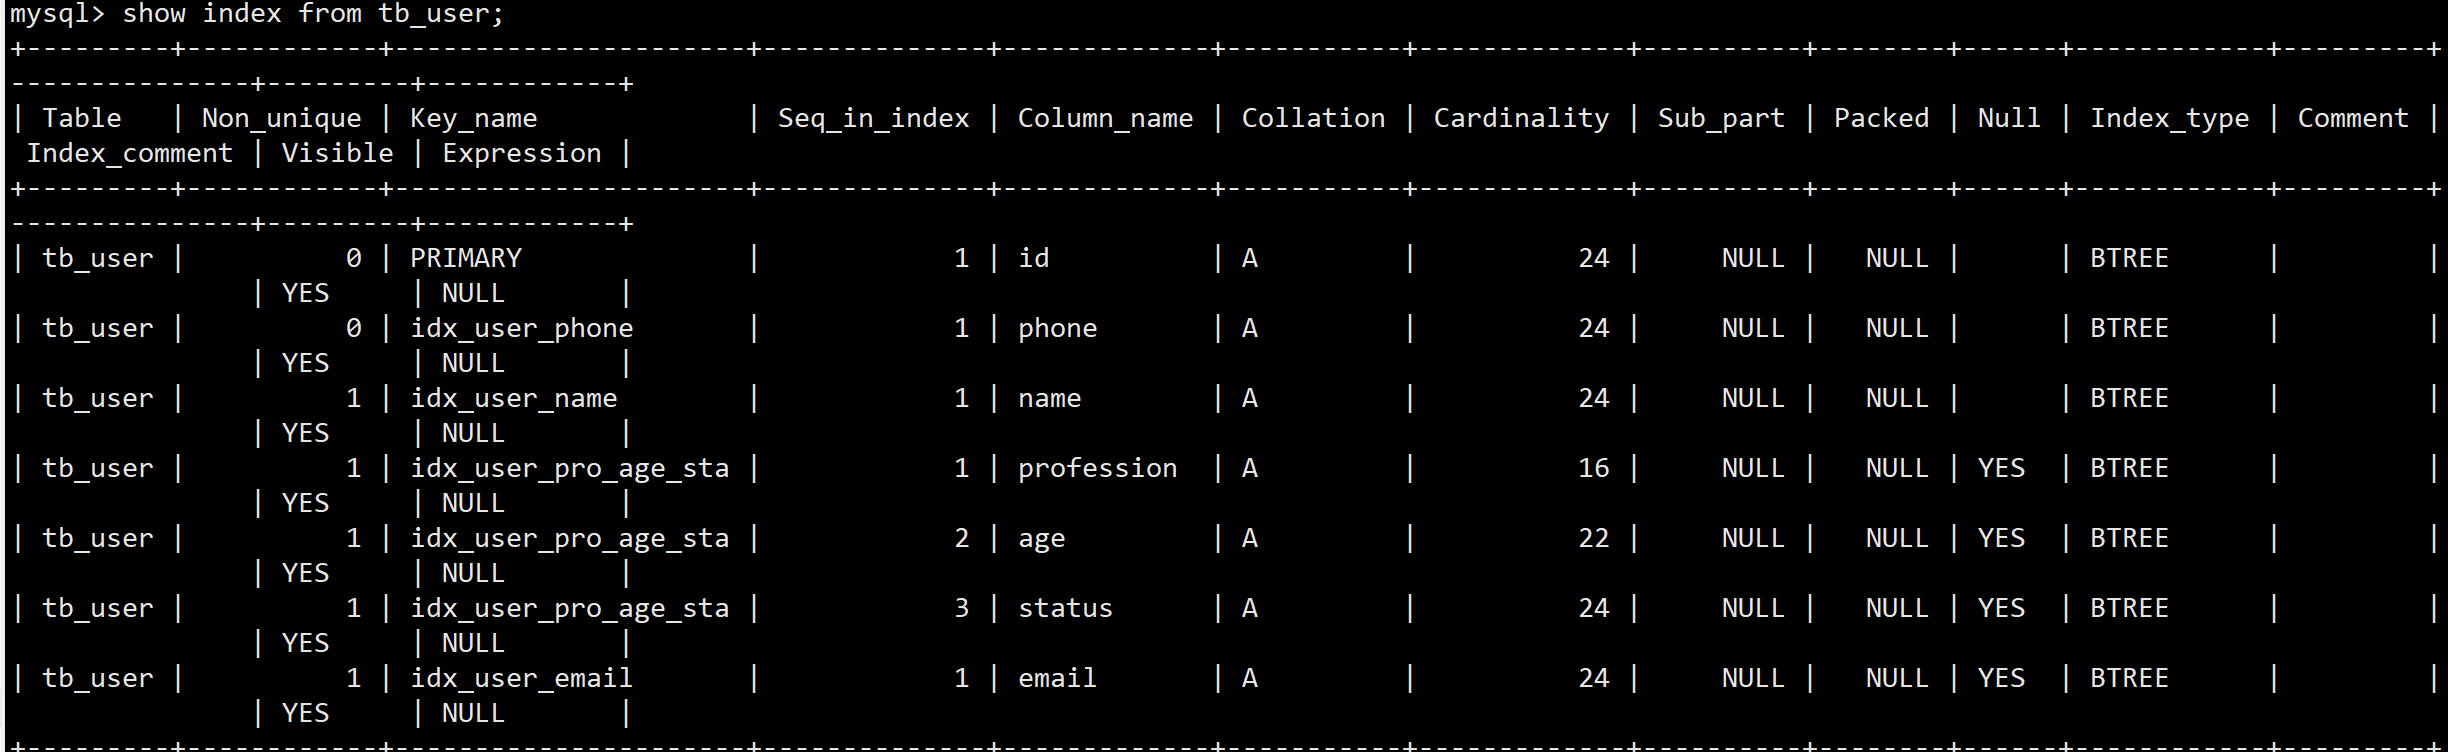 mysql> show index from tb_user;
+---------+------------+----------------------+--------------+-------------+-----------+-------------+----------+--------+------+------------+---------+
---------------+---------+------------+
| Table   | Non_unique | Key_name             | Seq_in_index | Column_name | Collation | Cardinality | Sub_part | Packed | Null | Index_type | Comment |
 Index_comment | Visible | Expression |
+---------+------------+----------------------+--------------+-------------+-----------+-------------+----------+--------+------+------------+---------+
---------------+---------+------------+
| tb_user |          0 | PRIMARY              |            1 | id          | A         |          24 |     NULL |   NULL |      | BTREE      |         |
               | YES     | NULL       |
| tb_user |          0 | idx_user_phone       |            1 | phone       | A         |          24 |     NULL |   NULL |      | BTREE      |         |
               | YES     | NULL       |
| tb_user |          1 | idx_user_name        |            1 | name        | A         |          24 |     NULL |   NULL |      | BTREE      |         |
               | YES     | NULL       |
| tb_user |          1 | idx_user_pro_age_sta |            1 | profession  | A         |          16 |     NULL |   NULL | YES  | BTREE      |         |
               | YES     | NULL       |
| tb_user |          1 | idx_user_pro_age_sta |            2 | age         | A         |          22 |     NULL |   NULL | YES  | BTREE      |         |
               | YES     | NULL       |
| tb_user |          1 | idx_user_pro_age_sta |            3 | status      | A         |          24 |     NULL |   NULL | YES  | BTREE      |         |
               | YES     | NULL       |
| tb_user |          1 | idx_user_email       |            1 | email       | A         |          24 |     NULL |   NULL | YES  | BTREE      |         |
               | YES     | NULL       |
+---------+------------+----------------------+--------------+-------------+-----------+-------------+----------+--------+------+------------+---------+